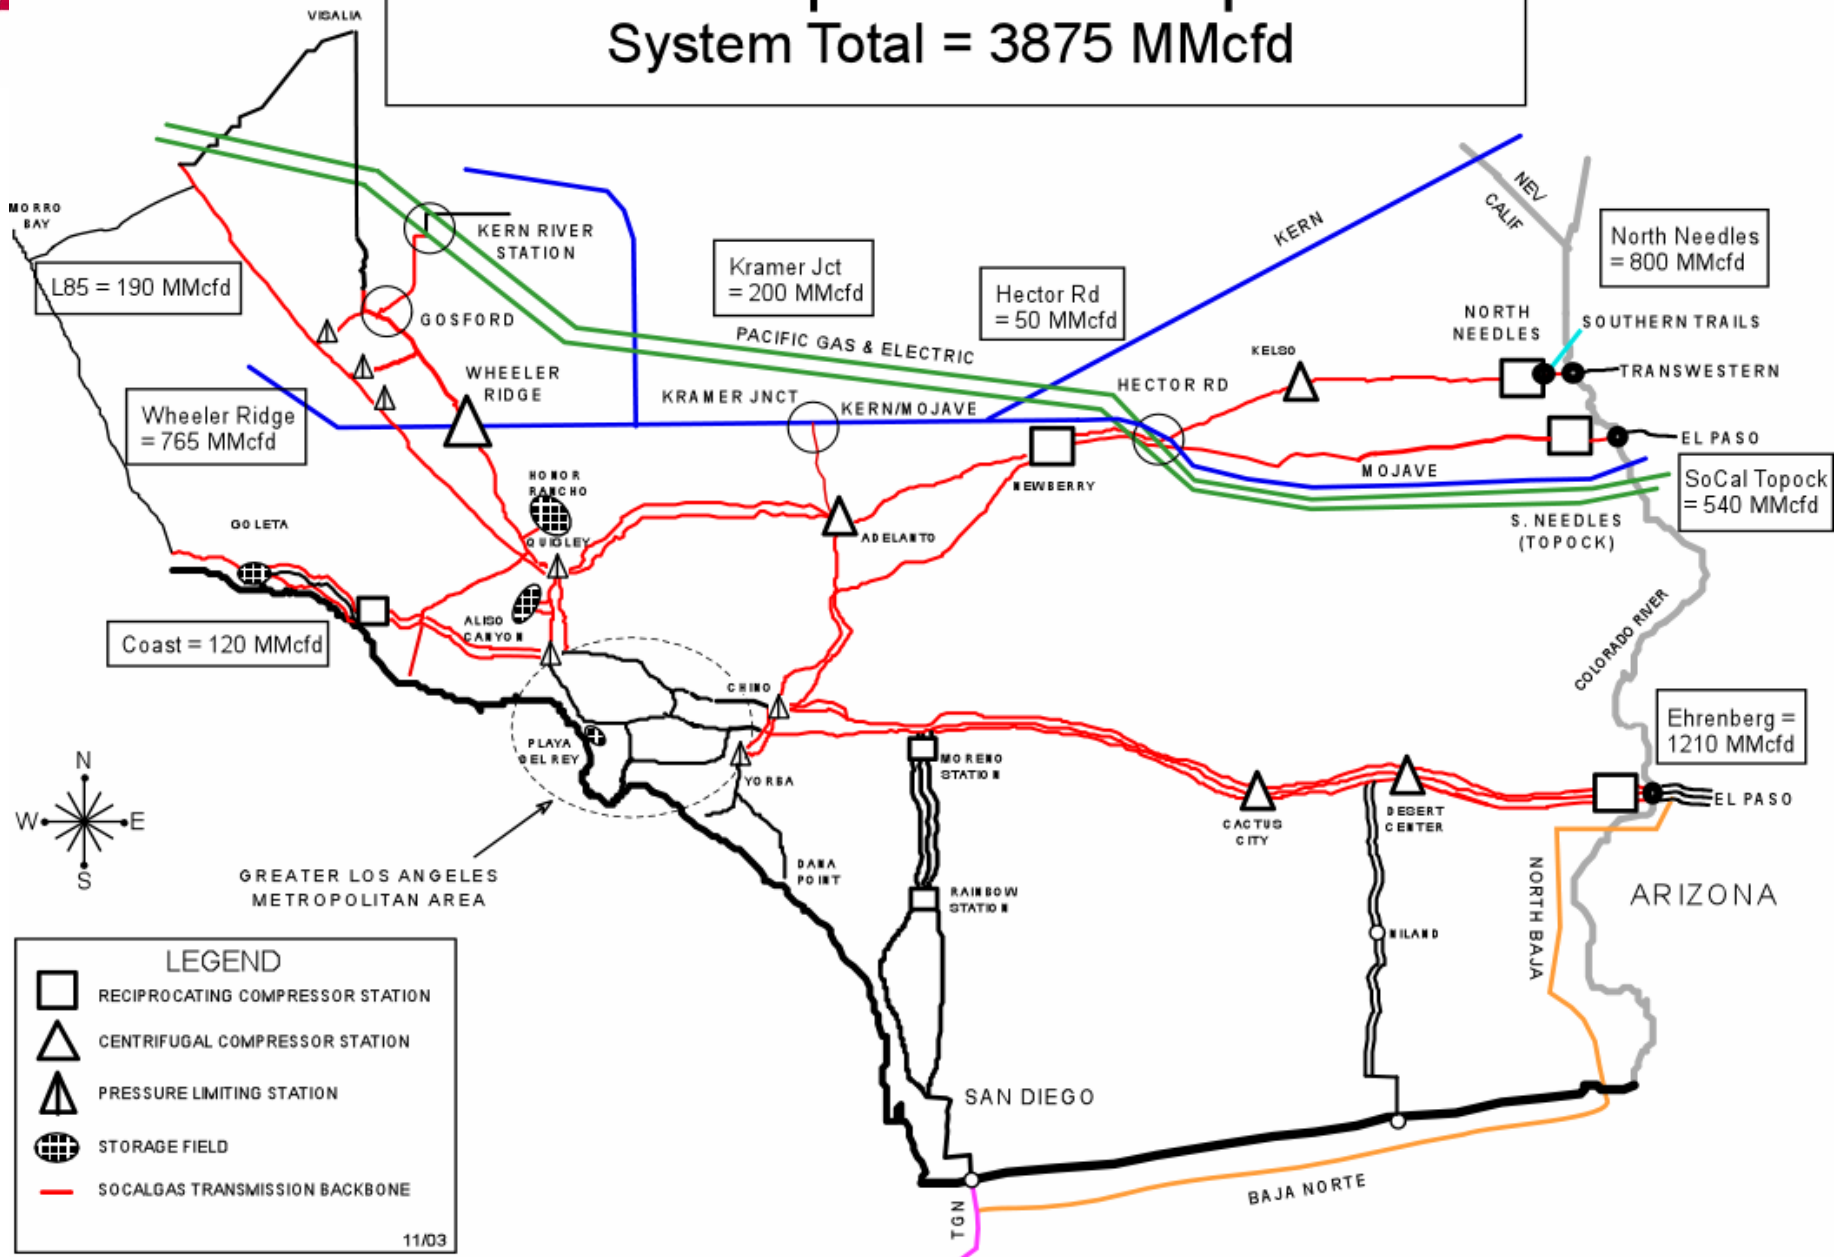 System Total = 3875 MMcfd
VISALIA
MORRO
BAY
KERN RIVER
STATION
L85 = 190 MMcfd
GOSFORD
Kramer Jct
= 200 MMcfd
Hector Rd
= 50 MMcfd
KERN
NEV
CALIF
North Needles
= 800 MMcfd
NORTH
NEEDLES
SOUTHERN TRAILS
TRANSWESTERN
PACIFIC GAS & ELECTRIC
KELSO
HECTOR RD
WHEELER
RIDGE
KRAMER JNCT
KERN/MOJAVE
Wheeler Ridge
= 765 MMcfd
EL PASO
MOJAVE
SoCal Topock
= 540 MMcfd
NEWBERRY
S. NEEDLES
(TOPOCK)
HONOR
RANCHO
GOLETA
QUIGLEY
ADELANTO
ALISO
CANYON
Coast = 120 MMcfd
COLORADO RIVER
CHINO
PLAYA
DEL REY
YORBA
MORENO
STATION
Ehrenberg =
1210 MMcfd
EL PASO
CACTUS
CITY
DESERT
CENTER
N
W
E
S
DANA
POINT
GREATER LOS ANGELES
METROPOLITAN AREA
RAINBOW
STATION
NILAND
NORTH BAJA
ARIZONA
LEGEND
RECIPROCATING COMPRESSOR STATION
CENTRIFUGAL COMPRESSOR STATION
PRESSURE LIMITING STATION
STORAGE FIELD
SOCALGAS TRANSMISSION BACKBONE
11/03
SAN DIEGO
TGN
BAJA NORTE